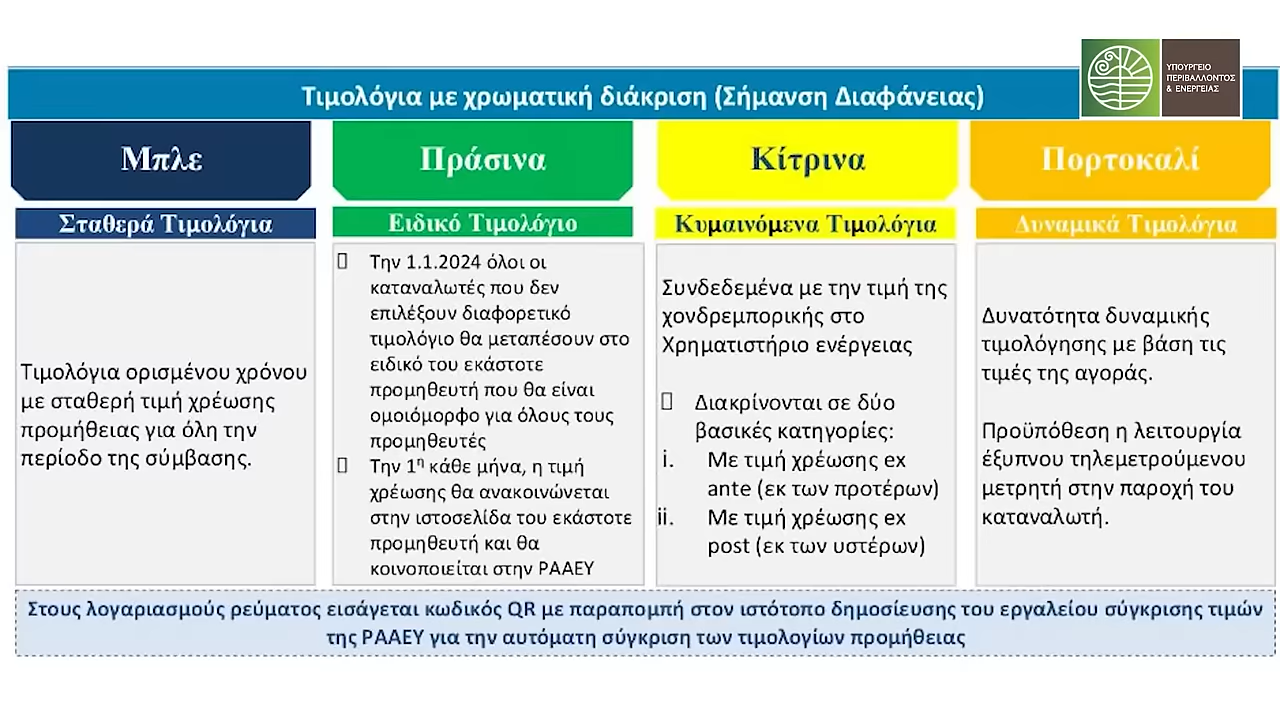 ΥΠΟΥΡΓΕΙΟ
ΠΕΡΙΒΑΛΛΟΝΤΟΣ
& ΕΝΕΡΓΕΙΑΣ
Τιμολόγια με χρωματική διάκριση (Σήμανση Διαφάνειας)
Μπλε
Σταθερά Τιμολόγια
Τιμολόγια ορισμένου χρόνου
με σταθερή τιμή χρέωσης
προμήθειας για όλη την
περίοδο της σύμβασης.
Πράσινα
Ειδικό Τιμολόγιο
Την 1.1.2024 όλοι οι
καταναλωτές που δεν
επιλέξουν διαφορετικό
τιμολόγιο θα μεταπέσουν στο
ειδικό του εκάστοτε
προμηθευτή που θα είναι
ομοιόμορφο για όλους τους
προμηθευτές
Την 1η κάθε μήνα, η τιμή
χρέωσης θα ανακοινώνεται
στην ιστοσελίδα του εκάστοτε
προμηθευτή και θα
κοινοποιείται στην ΡΑΑΕΥ
Κίτρινα
Κυμαινόμενα Τιμολόγια
Συνδεδεμένα με την τιμή της
χονδρεμπορικής στο
Χρηματιστήριο ενέργειας
Διακρίνονται σε δύο
βασικές κατηγορίες:
i. Με τιμή χρέωσης ex
ante (εκ των προτέρων)
ii. Με τιμή χρέωσης ex
post (εκ των υστέρων)
Πορτοκαλί
Δυναμικά Τιμολόγια
Δυνατότητα δυναμικής
τιμολόγησης με βάση τις
τιμές της αγοράς.
Προϋπόθεση η λειτουργία
έξυπνου τηλεμετρούμενου
μετρητή στην παροχή του
καταναλωτή.
Στους λογαριασμούς ρεύματος εισάγεται κωδικός QR με παραπομπή στον ιστότοπο δημοσίευσης του εργαλείου σύγκρισης τιμών
της ΡΑΑΕΥ για την αυτόματη σύγκριση των τιμολογίων προμήθειας